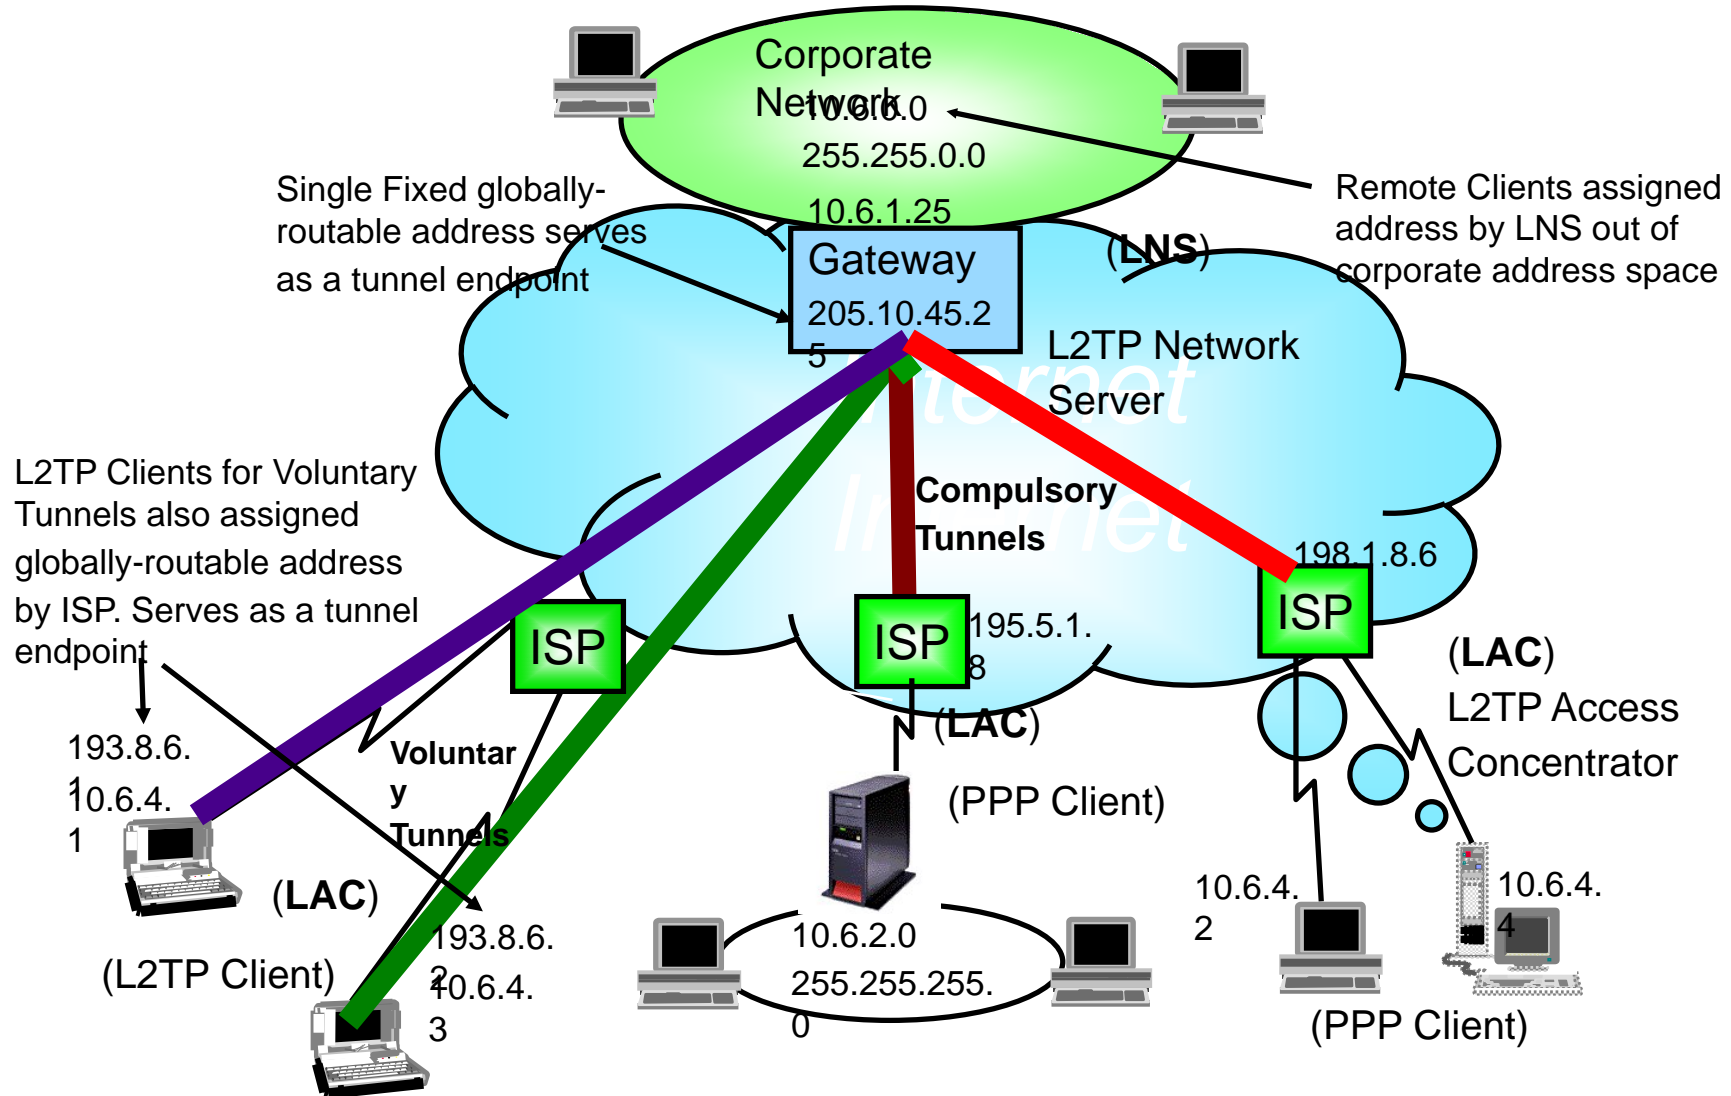 Corporate
Network
10.6.6.0
255.255.0.0
10.6.1.25
Single Fixed globally-
routable address serves
as a tunnel endpoint
Remote Clients assigned
address by LNS out of
corporate address space
Gateway
205.10.45.2
5
(LNS)
L2TP Network
Server
Internet
Internet
Compulsory
Tunnels
L2TP Clients for Voluntary
Tunnels also assigned
globally-routable address
by ISP. Serves as a tunnel
endpoint
198.1.8.6
ISP
ISP
ISP
195.5.1.
8
(LAC)
(LAC)
L2TP Access
Concentrator
193.8.6.
1
10.6.4.
1
Voluntar
y
Tunnels
(PPP Client)
(LAC)
(L2TP Client)
193.8.6.
2
10.6.4.
3
10.6.2.0
255.255.255.
0
10.6.4.
2
10.6.4.
4
(PPP Client)